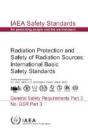 IAEA Safety Standards
for protecting people and the environment
Radiation Protection and
Safety of Radiation Sources:
International Basic
Safety Standards
General Safety Requirements Part 3
No. GSR Part 3